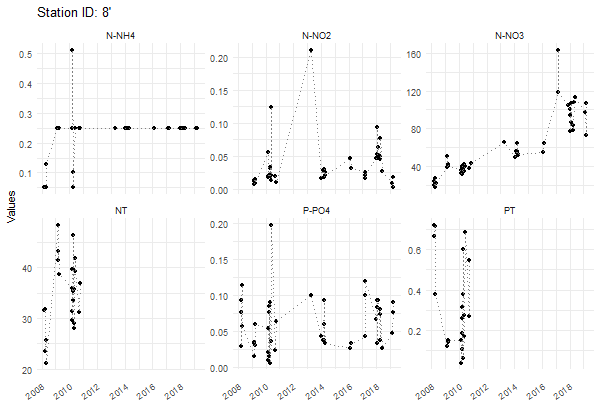 Station ID: 8'
N-NH4 N-NO2 N-NO3
0.5 0.4 0.3 0.2 0.1
0.20 0.15 0.10 0.05 0.00
160 120 80 40
Values
NT P-PO4 PT
40 30 20
0.20 0.15 0.10 0.05 0.00
0.6 0.4 0.2
2008 2010 2012 2014 2016 2018 2008 2010 2012 2014 2016 2018 2008 2010 2012 2014 2016 2018